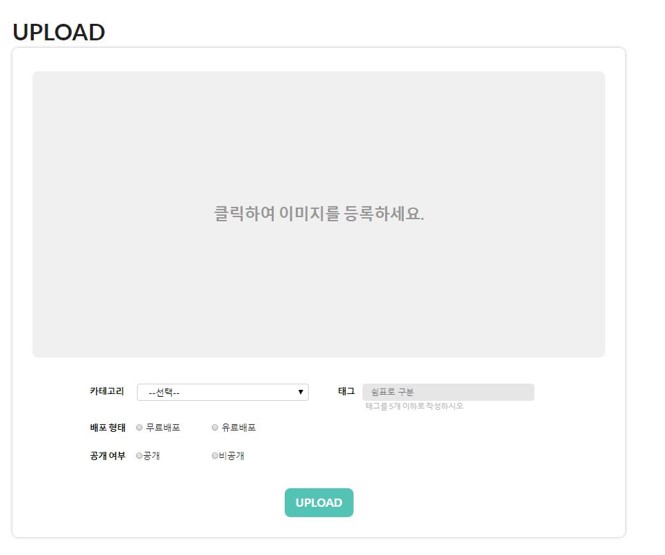 UPLOAD
클릭하여 이미지를 등록하세요.
카테고리 --선택-- 태그 쉼표로 구분
태그를 5개 이하로 작성하시오
배포 형태 무료배포 유료배포
공개 여부 공개 비공개
UPLOAD